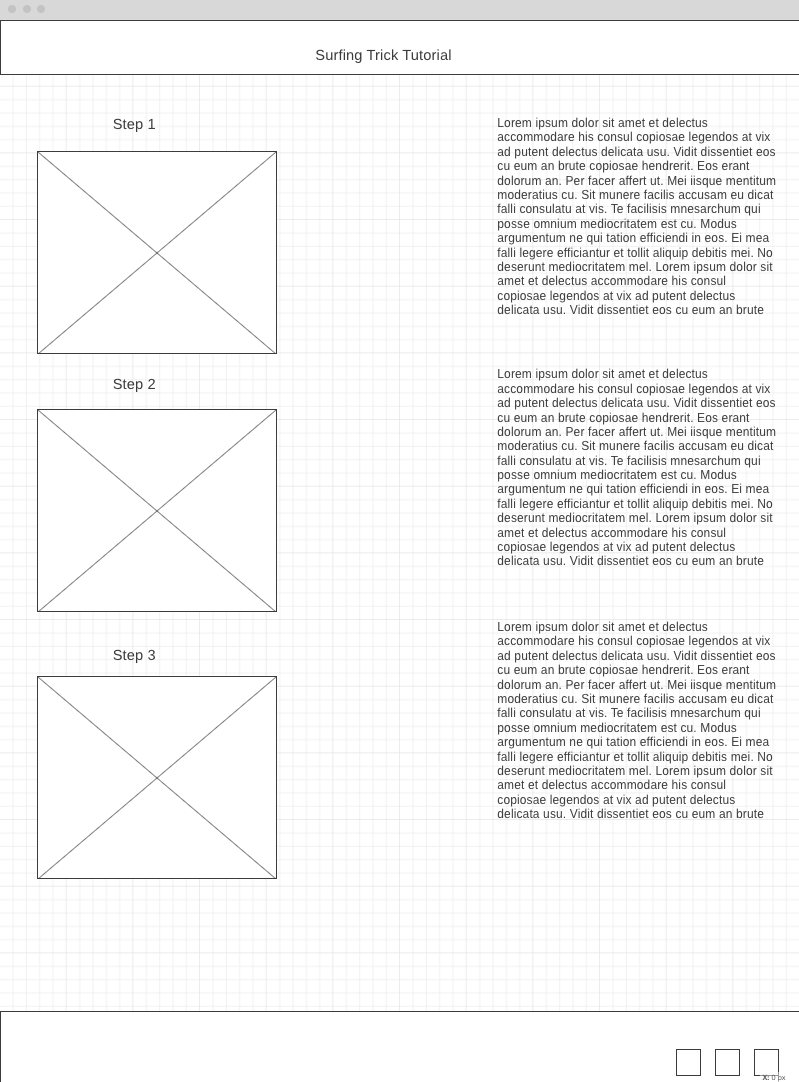 Surfing Trick Tutorial
Step 1
Lorem ipsum dolor sit amet et delectus
accommodare his consul copiosae legendos at vix
ad putent delectus delicata usu. Vidit dissentiet eos
cu eum an brute copiosae hendrerit. Eos erant
dolorum an. Per facer affert ut. Mei iisque mentitum
moderatius cu. Sit munere facilis accusam eu dicat
falli consulatu at vis. Te facilisis mnesarchum qui
posse omnium mediocritatem est cu. Modus
argumentum ne qui tation efficiendi in eos. Ei mea
falli legere efficiantur et tollit aliquip debitis mei. No
deserunt mediocritatem mel. Lorem ipsum dolor sit
amet et delectus accommodare his consul
copiosae legendos at vix ad putent delectus
delicata usu. Vidit dissentiet eos cu eum an brute
Step 2
Lorem ipsum dolor sit amet et delectus
accommodare his consul copiosae legendos at vix
ad putent delectus delicata usu. Vidit dissentiet eos
cu eum an brute copiosae hendrerit. Eos erant
dolorum an. Per facer affert ut. Mei iisque mentitum
moderatius cu. Sit munere facilis accusam eu dicat
falli consulatu at vis. Te facilisis mnesarchum qui
posse omnium mediocritatem est cu. Modus
argumentum ne qui tation efficiendi in eos. Ei mea
falli legere efficiantur et tollit aliquip debitis mei. No
deserunt mediocritatem mel. Lorem ipsum dolor sit
amet et delectus accommodare his consul
copiosae legendos at vix ad putent delectus
delicata usu. Vidit dissentiet eos cu eum an brute
Step 3
Lorem ipsum dolor sit amet et delectus
accommodare his consul copiosae legendos at vix
ad putent delectus delicata usu. Vidit dissentiet eos
cu eum an brute copiosae hendrerit. Eos erant
dolorum an. Per facer affert ut. Mei iisque mentitum
moderatius cu. Sit munere facilis accusam eu dicat
falli consulatu at vis. Te facilisis mnesarchum qui
posse omnium mediocritatem est cu. Modus
argumentum ne qui tation efficiendi in eos. Ei mea
falli legere efficiantur et tollit aliquip debitis mei. No
deserunt mediocritatem mel. Lorem ipsum dolor sit
amet et delectus accommodare his consul
copiosae legendos at vix ad putent delectus
delicata usu. Vidit dissentiet eos cu eum an brute
X: 0 px